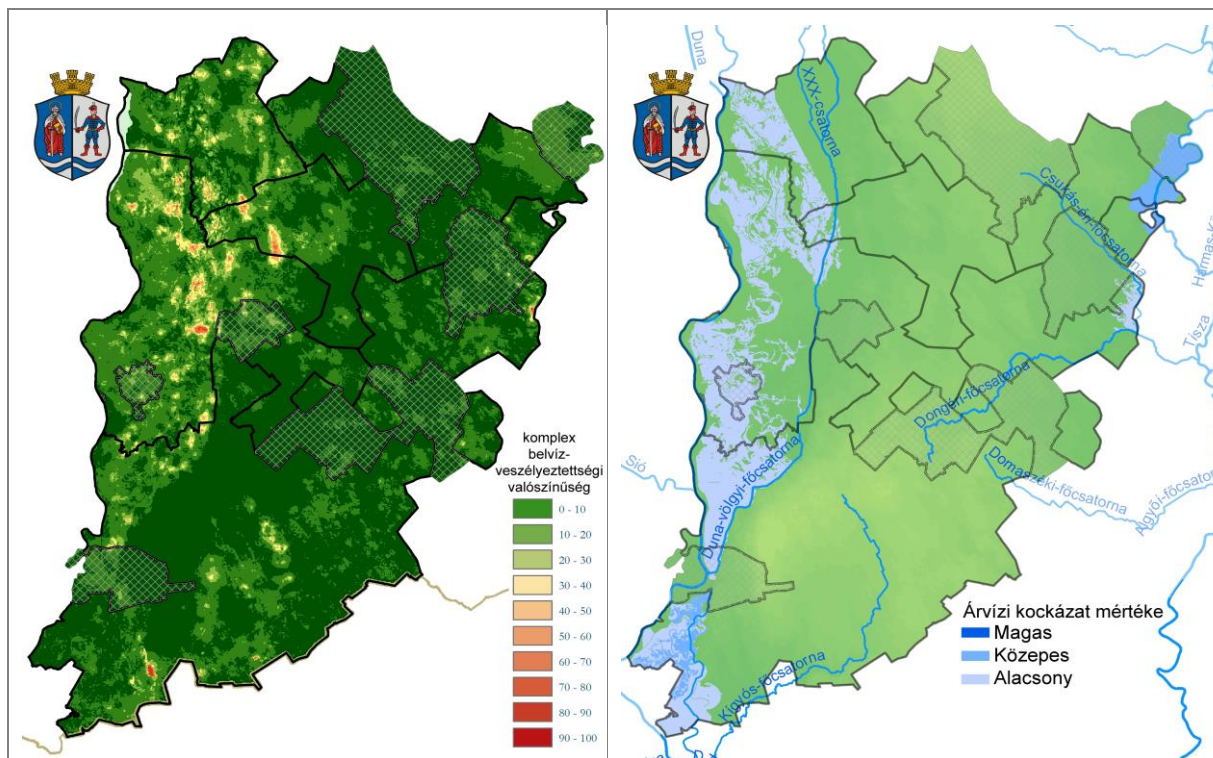 komplex
belvíz-
veszélyeztettségi
valószínűség
0 - 10
10 - 20
20 - 30
30 - 40
40 - 50
50 - 60
60 - 70
70 - 80
80 - 90
90 - 100
Duna
XXX-csatorna
Csukás-éri-főcsatorna
Tisza
Dongéri-főcsatorna
Domaszéki-főcsatorna
Sió
Duna-völgyi-főcsatorna
Kígyós-főcsatorna
Árvízi kockázat mértéke
Magas
Közepes
Alacsony